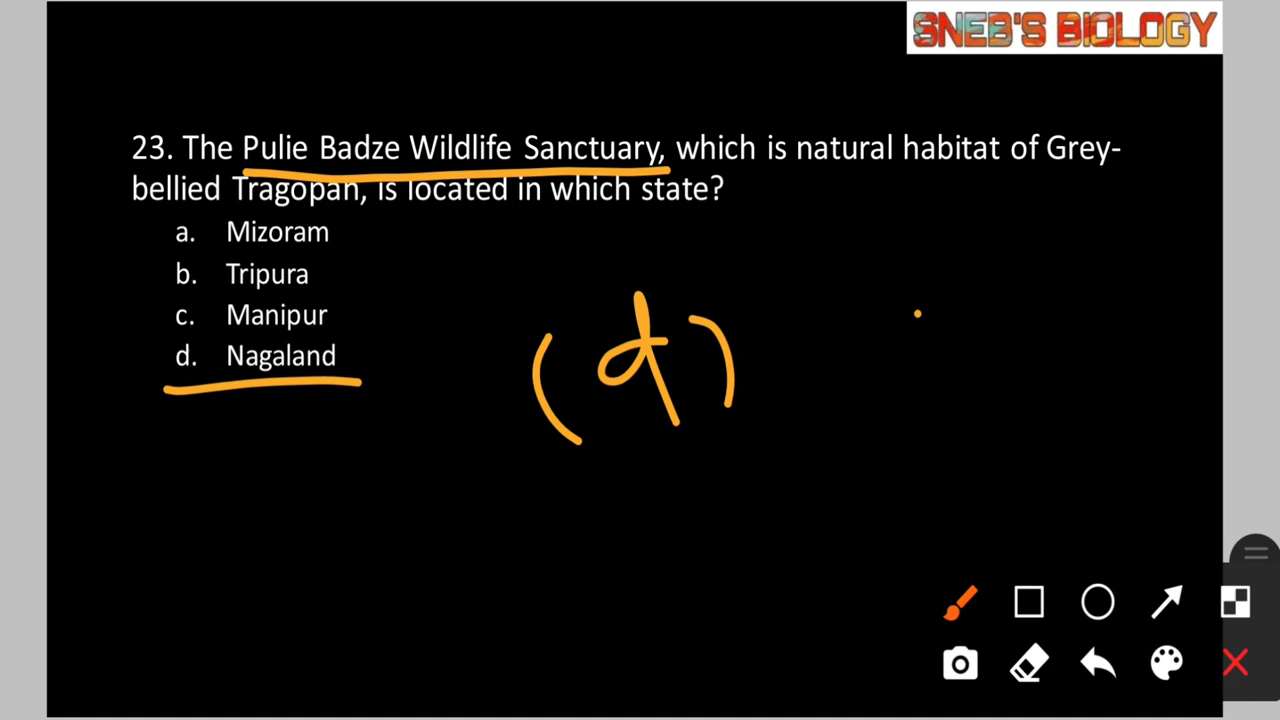 SNEB'S BIOLOGY
23. The Pulie Badze Wildlife Sanctuary, which is natural habitat of Grey-
bellied Tragopan, is located in which state?
a. Mizoram
b. Tripura
c. Manipur
d. Nagaland
(d)